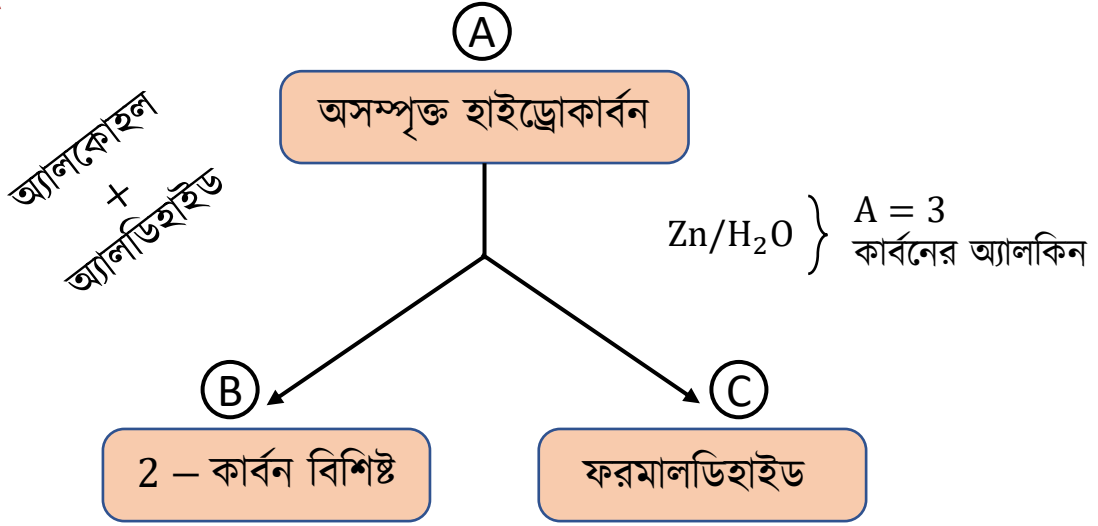 A
অসম্পৃক্ত হাইড্রোকার্বন
অ্যালকোহল
+
অ্যালডিহাইড
Zn/H₂O } A = 3
কার্বনের অ্যালকিন
B
2 – কার্বন বিশিষ্ট
C
ফরমালডিহাইড